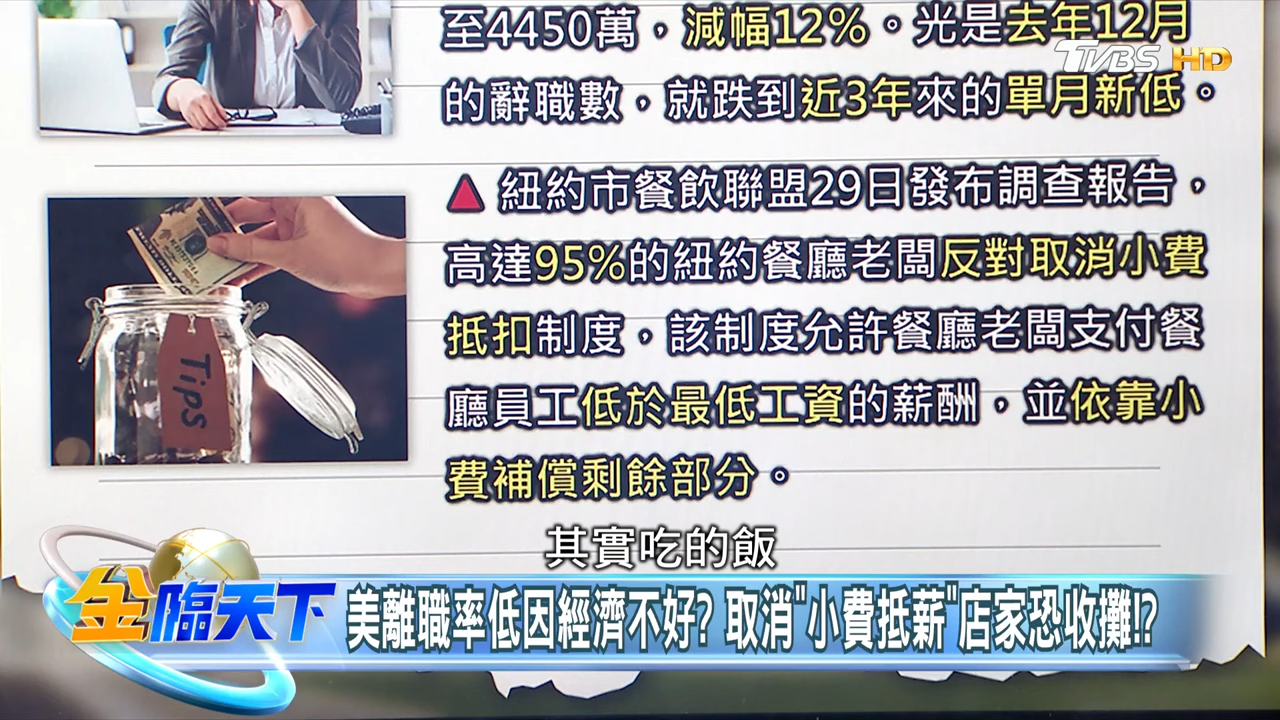 至4450萬，減幅12%。光是去年12月
TVBS HD
的辭職數，就跌到近3年來的單月新低。
▲ 紐約市餐飲聯盟29日發布調查報告，
高達95%的紐約餐廳老闆反對取消小費
抵扣制度，該制度允許餐廳老闆支付餐
廳員工低於最低工資的薪酬，並依靠小
費補償剩餘部分。
Tips
其實吃的飯
金臨天下
美離職率低因經濟不好? 取消"小費抵薪"店家恐收攤!?